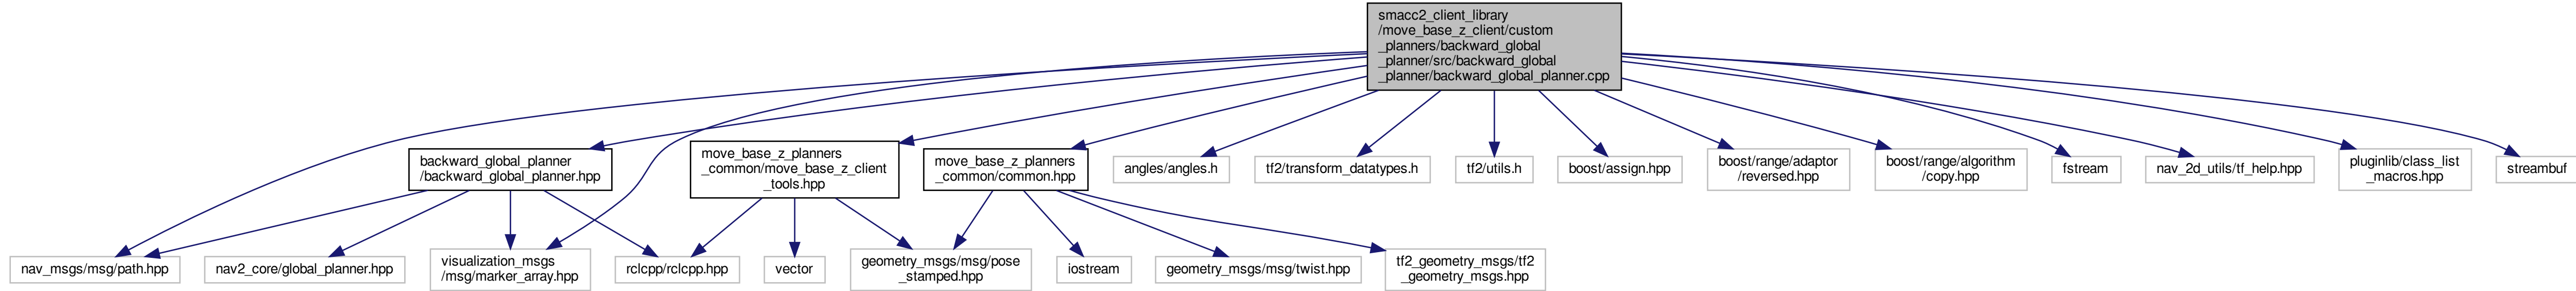 smacc2_client_library
/move_base_z_client/custom
_planners/backward_global
_planner/src/backward_global
_planner/backward_global_planner.cpp
backward_global_planner
/backward_global_planner.hpp
move_base_z_planners
_common/move_base_z_client
_tools.hpp
move_base_z_planners
_common/common.hpp
angles/angles.h
tf2/transform_datatypes.h
tf2/utils.h
boost/assign.hpp
boost/range/adaptor
/reversed.hpp
boost/range/algorithm
/copy.hpp
fstream
nav_2d_utils/tf_help.hpp
pluginlib/class_list
_macros.hpp
streambuf
nav_msgs/msg/path.hpp
nav2_core/global_planner.hpp
visualization_msgs
/msg/marker_array.hpp
rclcpp/rclcpp.hpp
vector
geometry_msgs/msg/pose
_stamped.hpp
iostream
geometry_msgs/msg/twist.hpp
tf2_geometry_msgs/tf2
_geometry_msgs.hpp